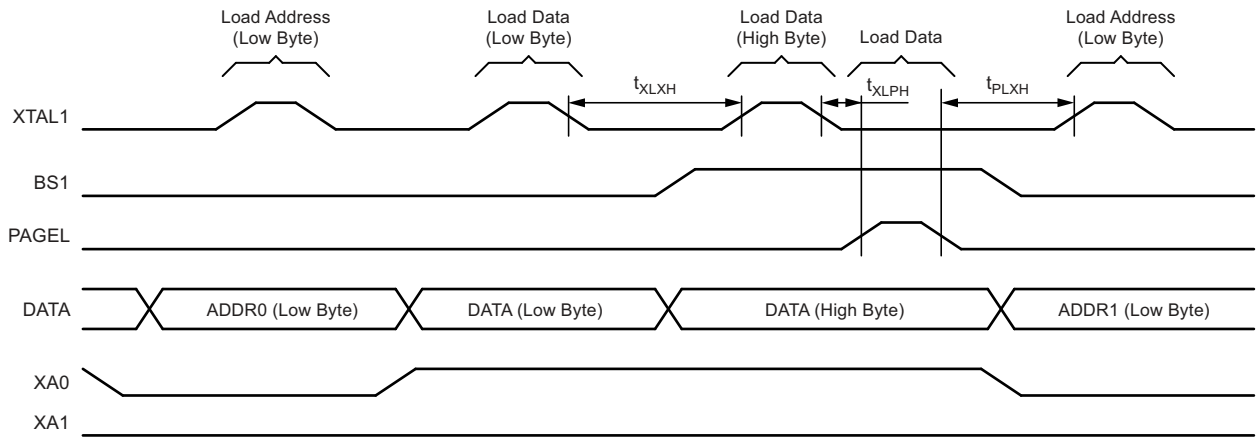 Load Address
(Low Byte)
Load Data
(Low Byte)
Load Data
(High Byte)
Load Data
Load Address
(Low Byte)
tXLXH
tXLPH
tPLXH
XTAL1
BS1
PAGEL
DATA
ADDR0 (Low Byte)
DATA (Low Byte)
DATA (High Byte)
ADDR1 (Low Byte)
XA0
XA1